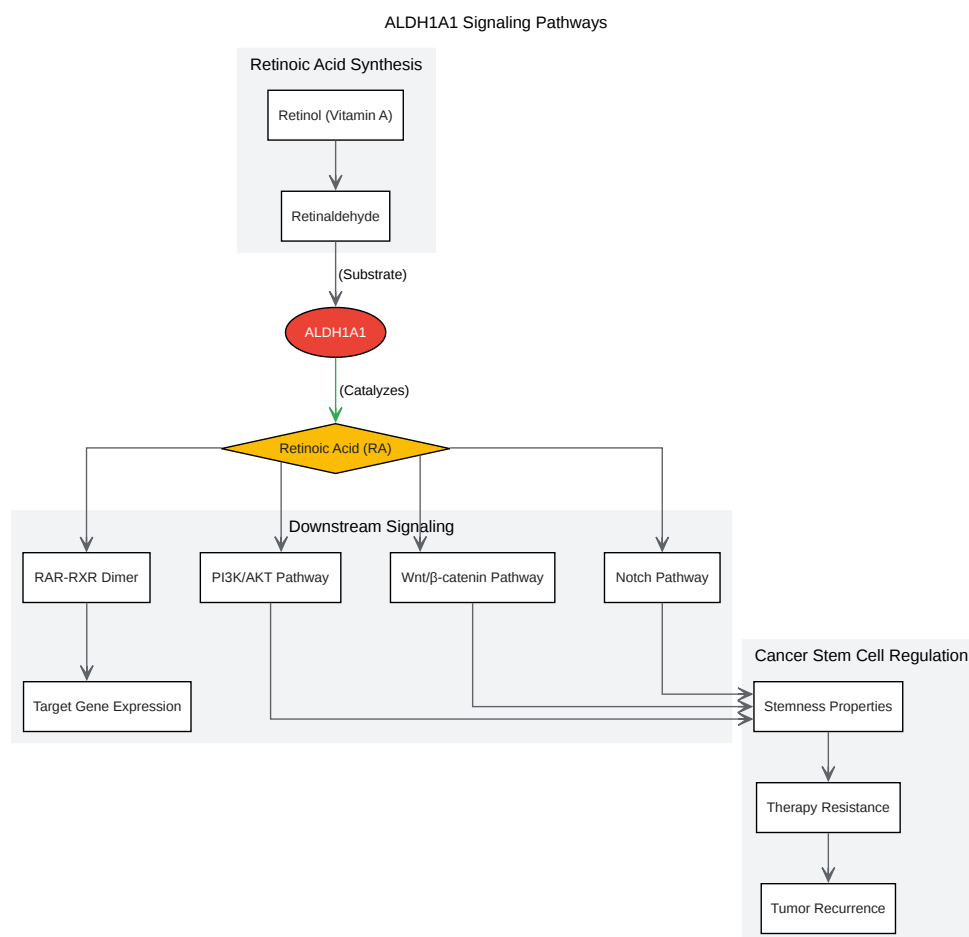 ALDH1A1 Signaling Pathways
Retinoic Acid Synthesis
Retinol (Vitamin A)
Retinaldehyde
(Substrate)
ALDH1A1
(Catalyzes)
Retinoic Acid (RA)
Downstream Signaling
RAR-RXR Dimer
PI3K/AKT Pathway
Wnt/β-catenin Pathway
Notch Pathway
Target Gene Expression
Cancer Stem Cell Regulation
Stemness Properties
Therapy Resistance
Tumor Recurrence